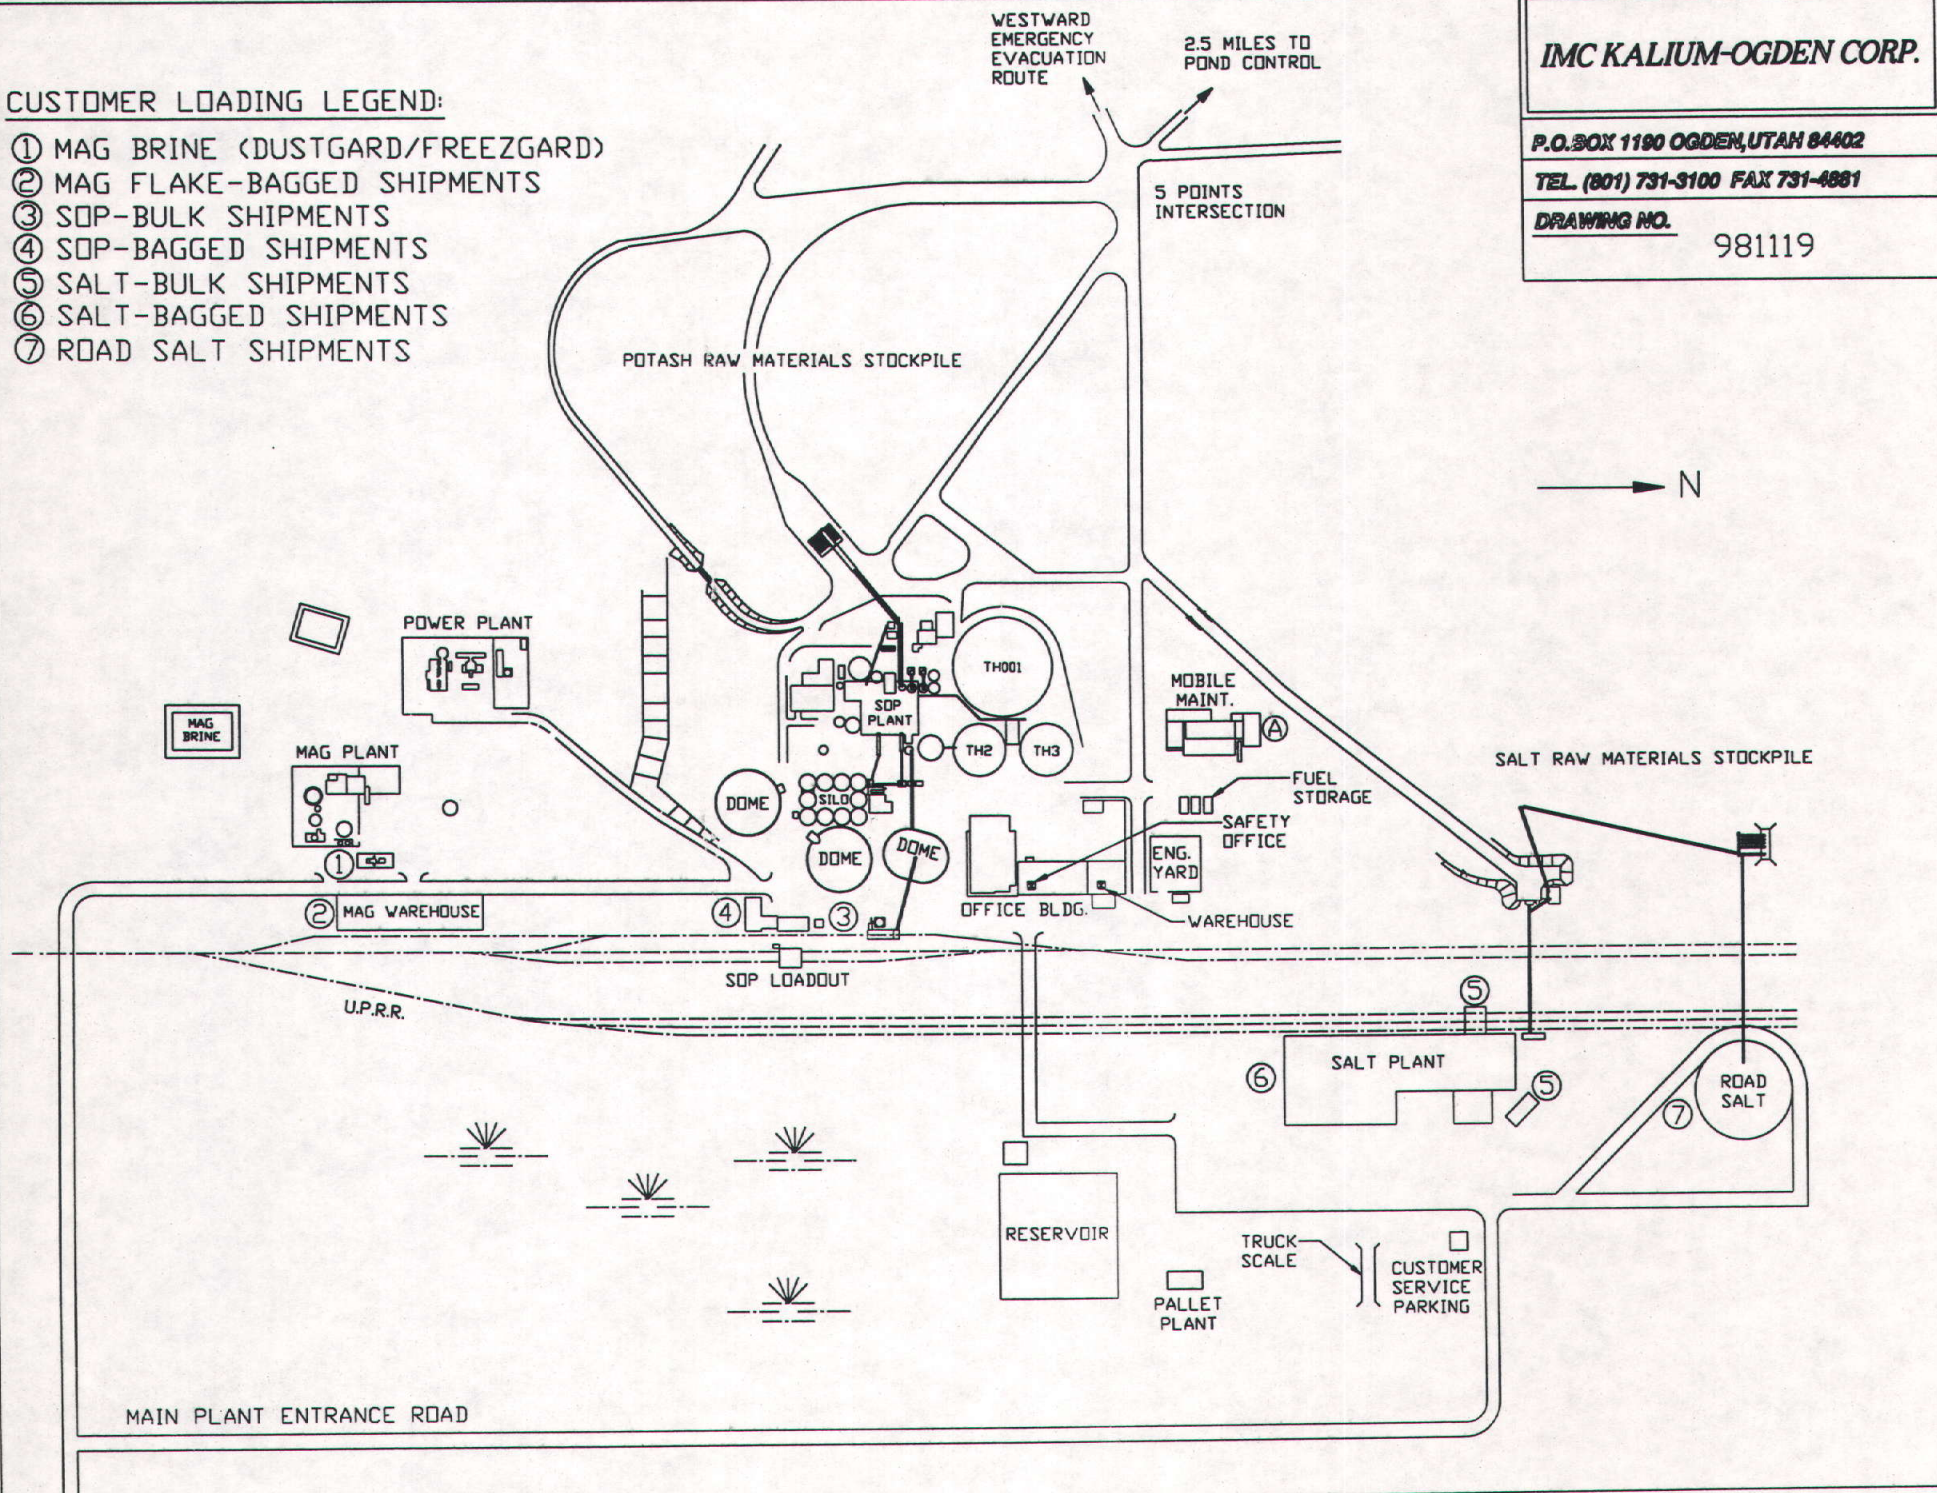 WESTWARD
EMERGENCY
EVACUATION
ROUTE
2.5 MILES TO
POND CONTROL
IMC KALIUM-OGDEN CORP.
P.O.BOX 1190 OGDEN,UTAH 84402
TEL. (801) 731-3100 FAX 731-4881
DRAWING NO.
981119
CUSTOMER LOADING LEGEND:
① MAG BRINE (DUSTGARD/FREEZGARD)
② MAG FLAKE-BAGGED SHIPMENTS
③ SOP-BULK SHIPMENTS
④ SOP-BAGGED SHIPMENTS
⑤ SALT-BULK SHIPMENTS
⑥ SALT-BAGGED SHIPMENTS
⑦ ROAD SALT SHIPMENTS
5 POINTS
INTERSECTION
POTASH RAW MATERIALS STOCKPILE
N
POWER PLANT
MAG
BRINE
MAG PLANT
①
② MAG WAREHOUSE
TH001
SOP
PLANT
TH2
TH3
DOME
SILO
DOME
DOME
MOBILE
MAINT.
Ⓐ
FUEL
STORAGE
SAFETY
OFFICE
ENG.
YARD
WAREHOUSE
OFFICE BLDG.
SALT RAW MATERIALS STOCKPILE
④
③
SOP LOADOUT
U.P.R.R.
⑤
SALT PLANT
⑥
⑤
ROAD
SALT
⑦
RESERVOIR
TRUCK
SCALE
CUSTOMER
SERVICE
PARKING
PALLET
PLANT
MAIN PLANT ENTRANCE ROAD